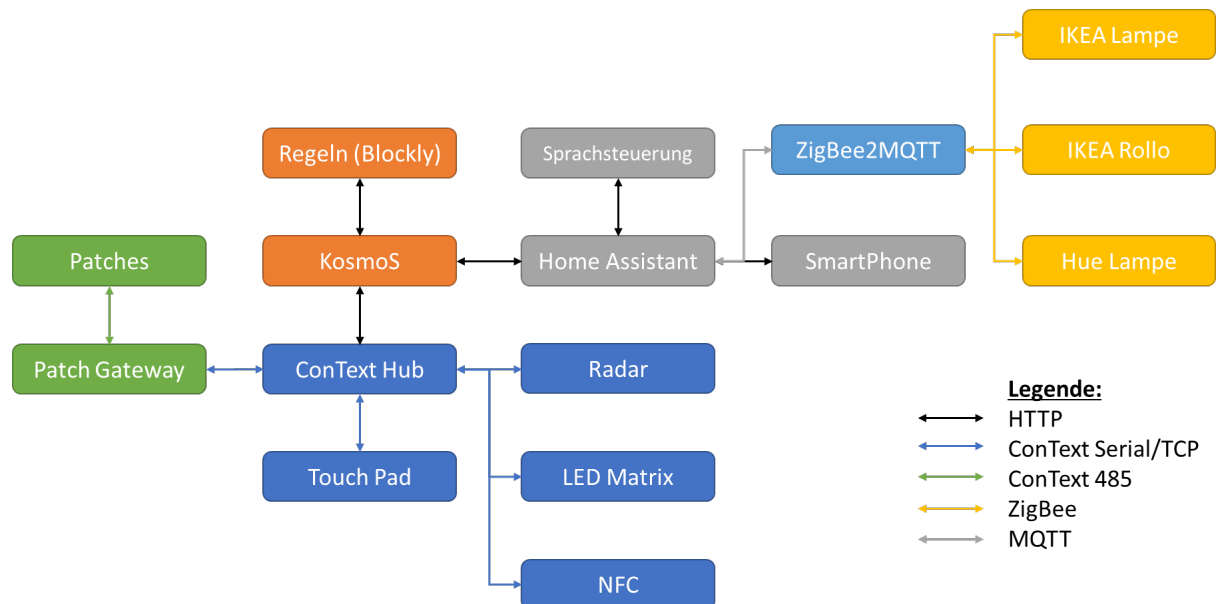 IKEA Lampe
Regeln (Blockly)
Sprachsteuerung
ZigBee2MQTT
IKEA Rollo
Patches
KosmoS
Home Assistant
SmartPhone
Hue Lampe
Patch Gateway
ConText Hub
Radar
Touch Pad
LED Matrix
NFC
Legende:
HTTP
ConText Serial/TCP
ConText 485
ZigBee
MQTT